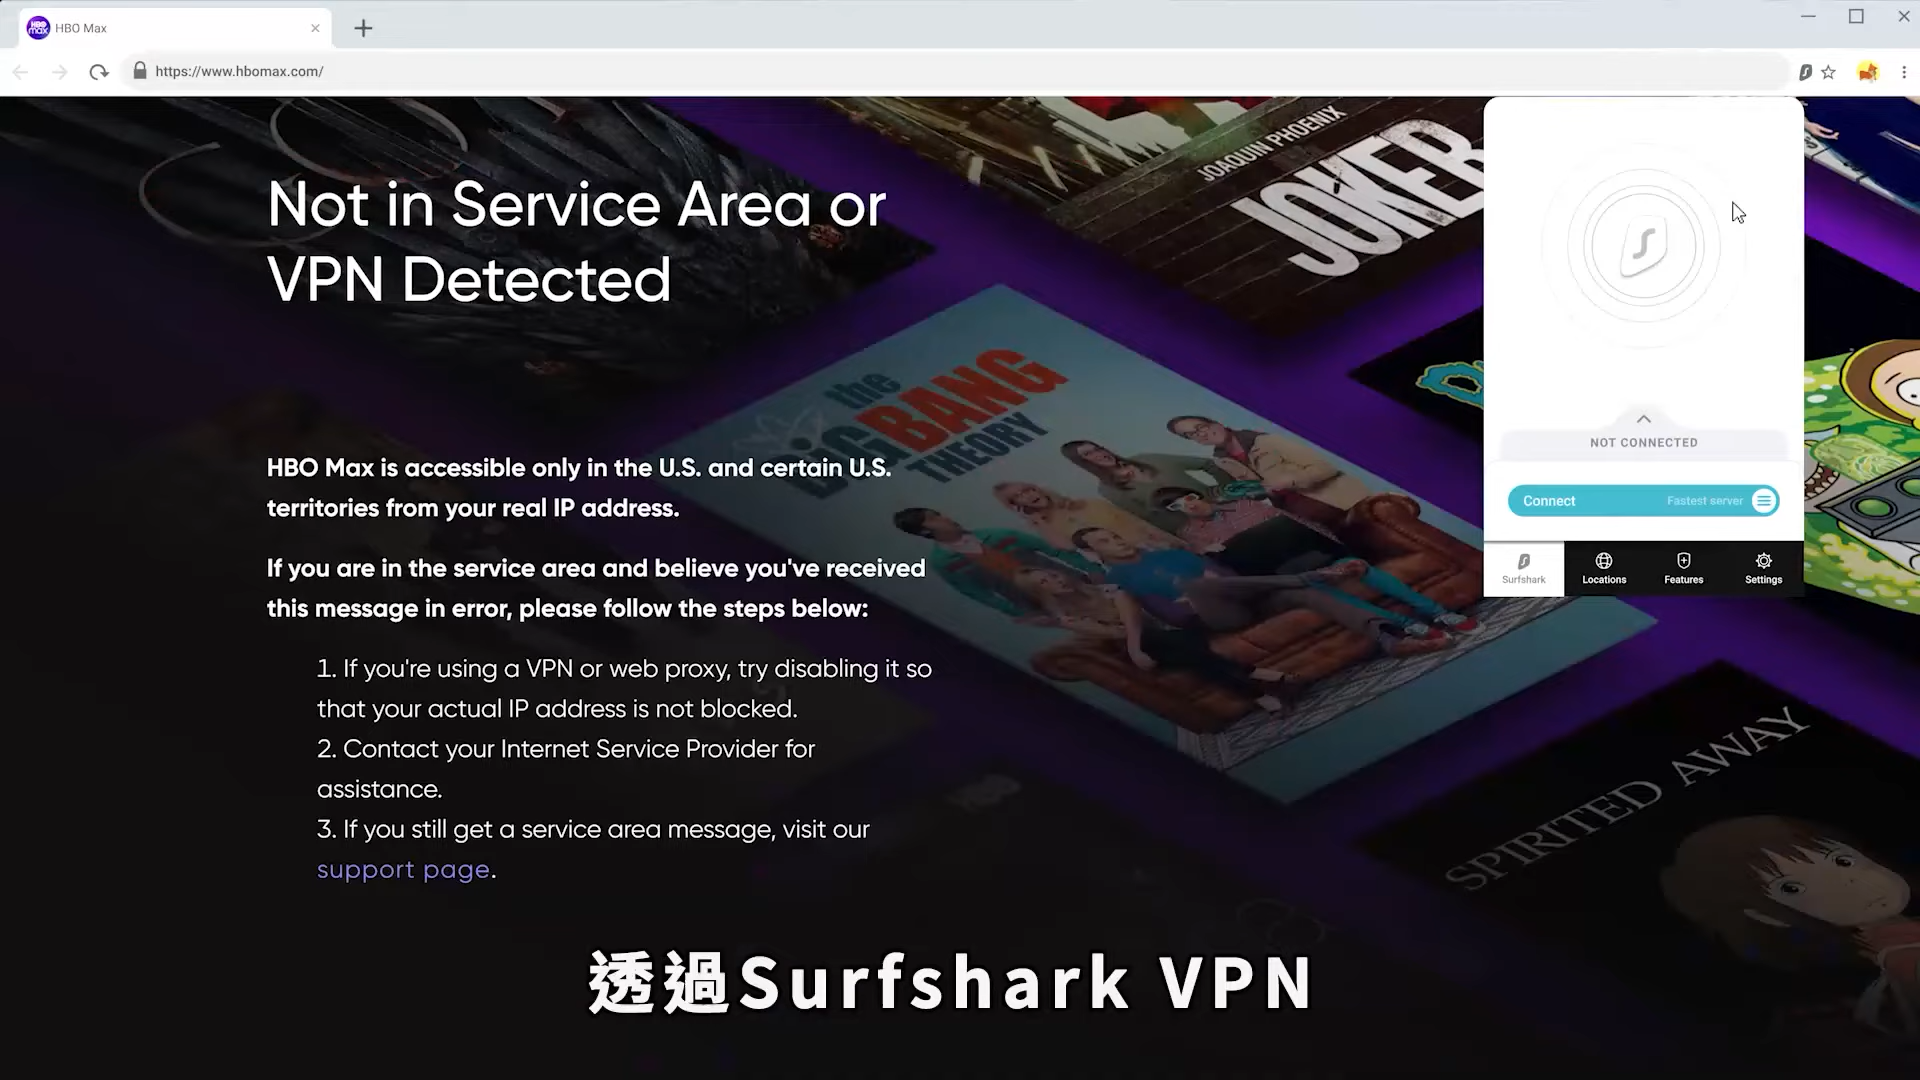 HBO Max
https://www.hbomax.com/
JOAQUIN PHOENIX
JOKER
Not in Service Area or
VPN Detected
the
BiG BANG
THEORY
HBO Max is accessible only in the U.S. and certain U.S.
territories from your real IP address.
If you are in the service area and believe you've received
this message in error, please follow the steps below:
1. If you're using a VPN or web proxy, try disabling it so
that your actual IP address is not blocked.
2. Contact your Internet Service Provider for
assistance.
3. If you still get a service area message, visit our
support page.
NOT CONNECTED
Connect
Fastest server
Surfshark
Locations
Features
Settings
SPIRITED AWAY
透過Surfshark VPN